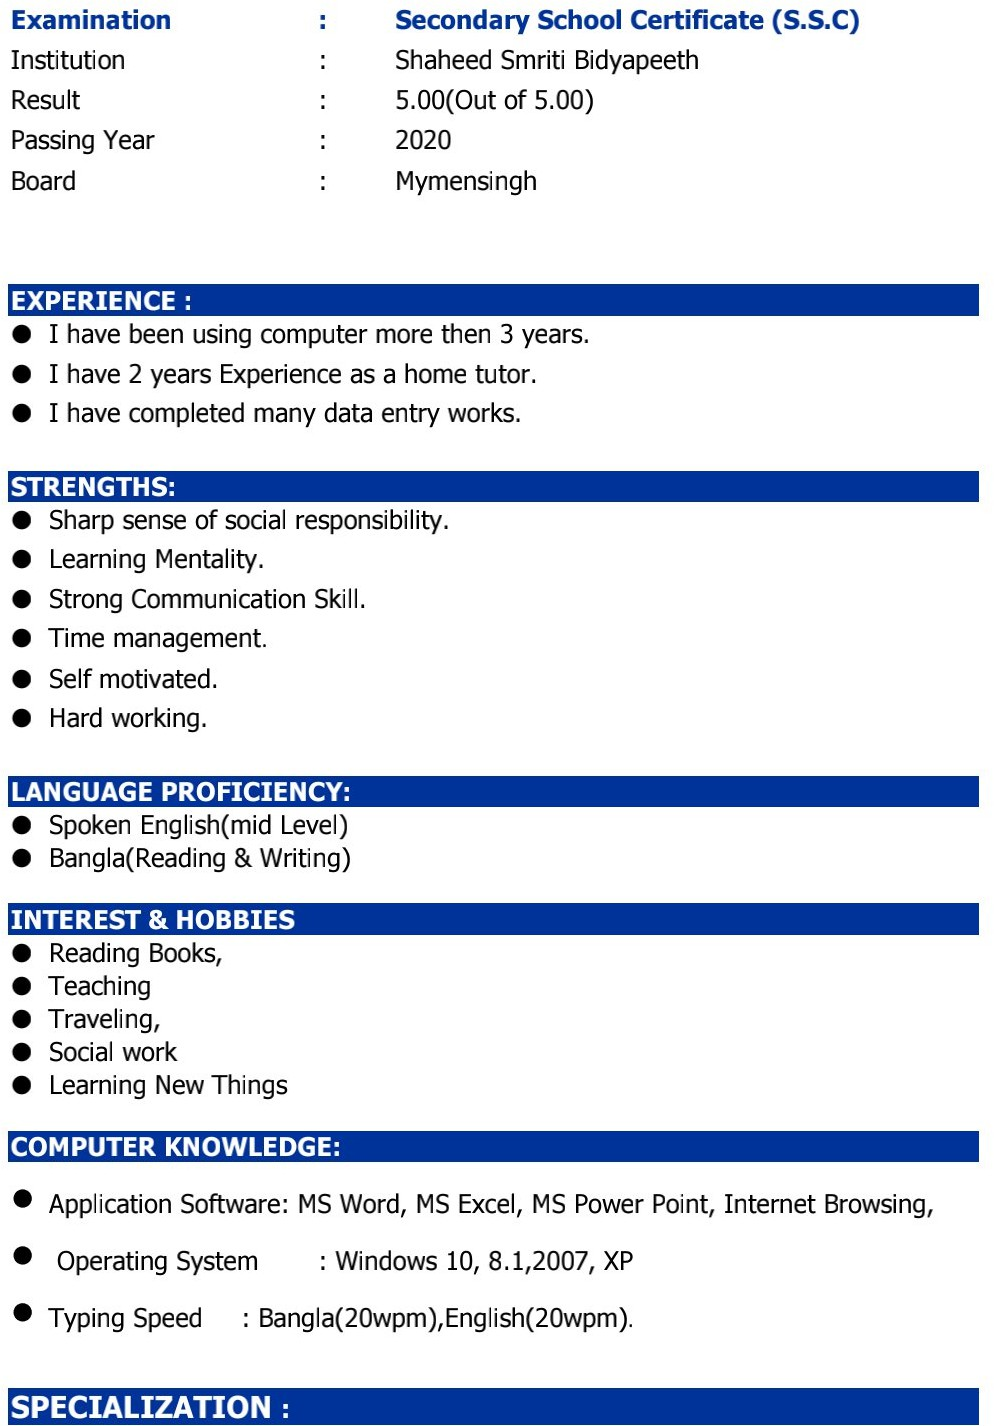 Examination : Secondary School Certificate (S.S.C)
Institution : Shaheed Smriti Bidyapeeth
Result : 5.00(Out of 5.00)
Passing Year : 2020
Board : Mymensingh
EXPERIENCE :
● I have been using computer more then 3 years.
● I have 2 years Experience as a home tutor.
● I have completed many data entry works.
STRENGTHS:
● Sharp sense of social responsibility.
● Learning Mentality.
● Strong Communication Skill.
● Time management.
● Self motivated.
● Hard working.
LANGUAGE PROFICIENCY:
● Spoken English(mid Level)
● Bangla(Reading & Writing)
INTEREST & HOBBIES
● Reading Books,
● Teaching
● Traveling,
● Social work
● Learning New Things
COMPUTER KNOWLEDGE:
● Application Software: MS Word, MS Excel, MS Power Point, Internet Browsing,
● Operating System : Windows 10, 8.1,2007, XP
● Typing Speed : Bangla(20wpm),English(20wpm).
SPECIALIZATION :